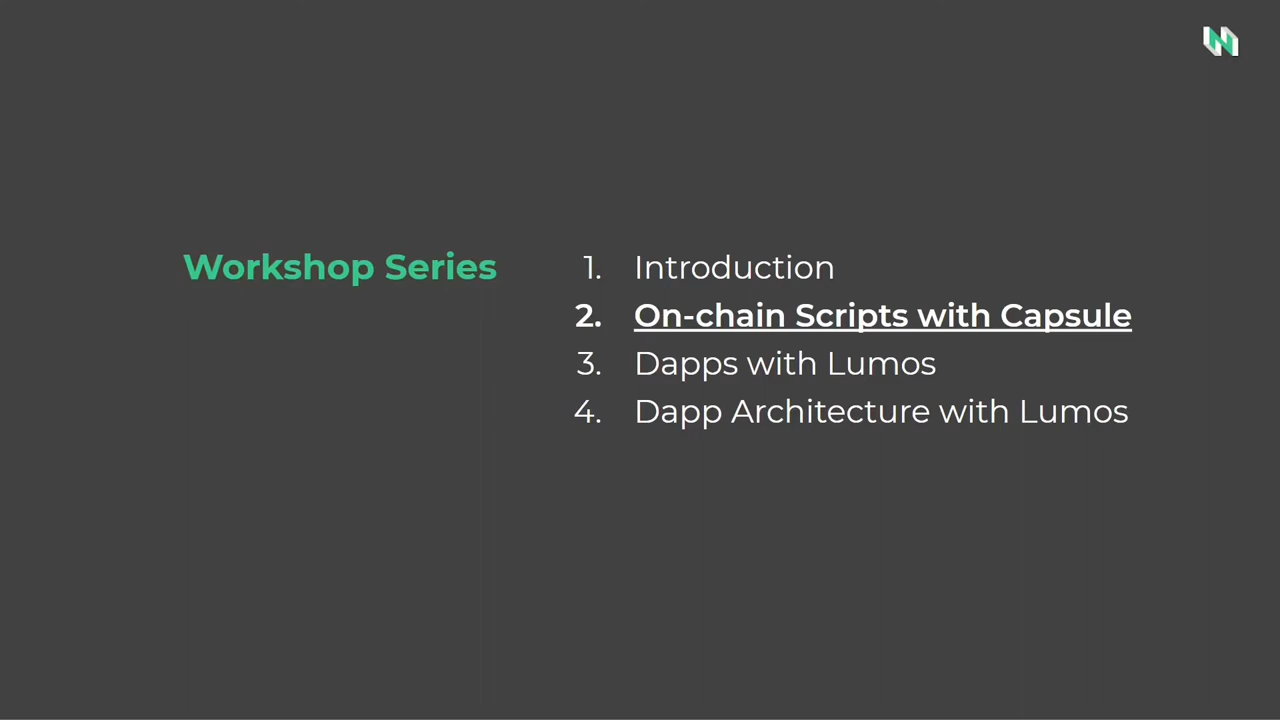 Workshop Series
1. Introduction
2. On-chain Scripts with Capsule
3. Dapps with Lumos
4. Dapp Architecture with Lumos